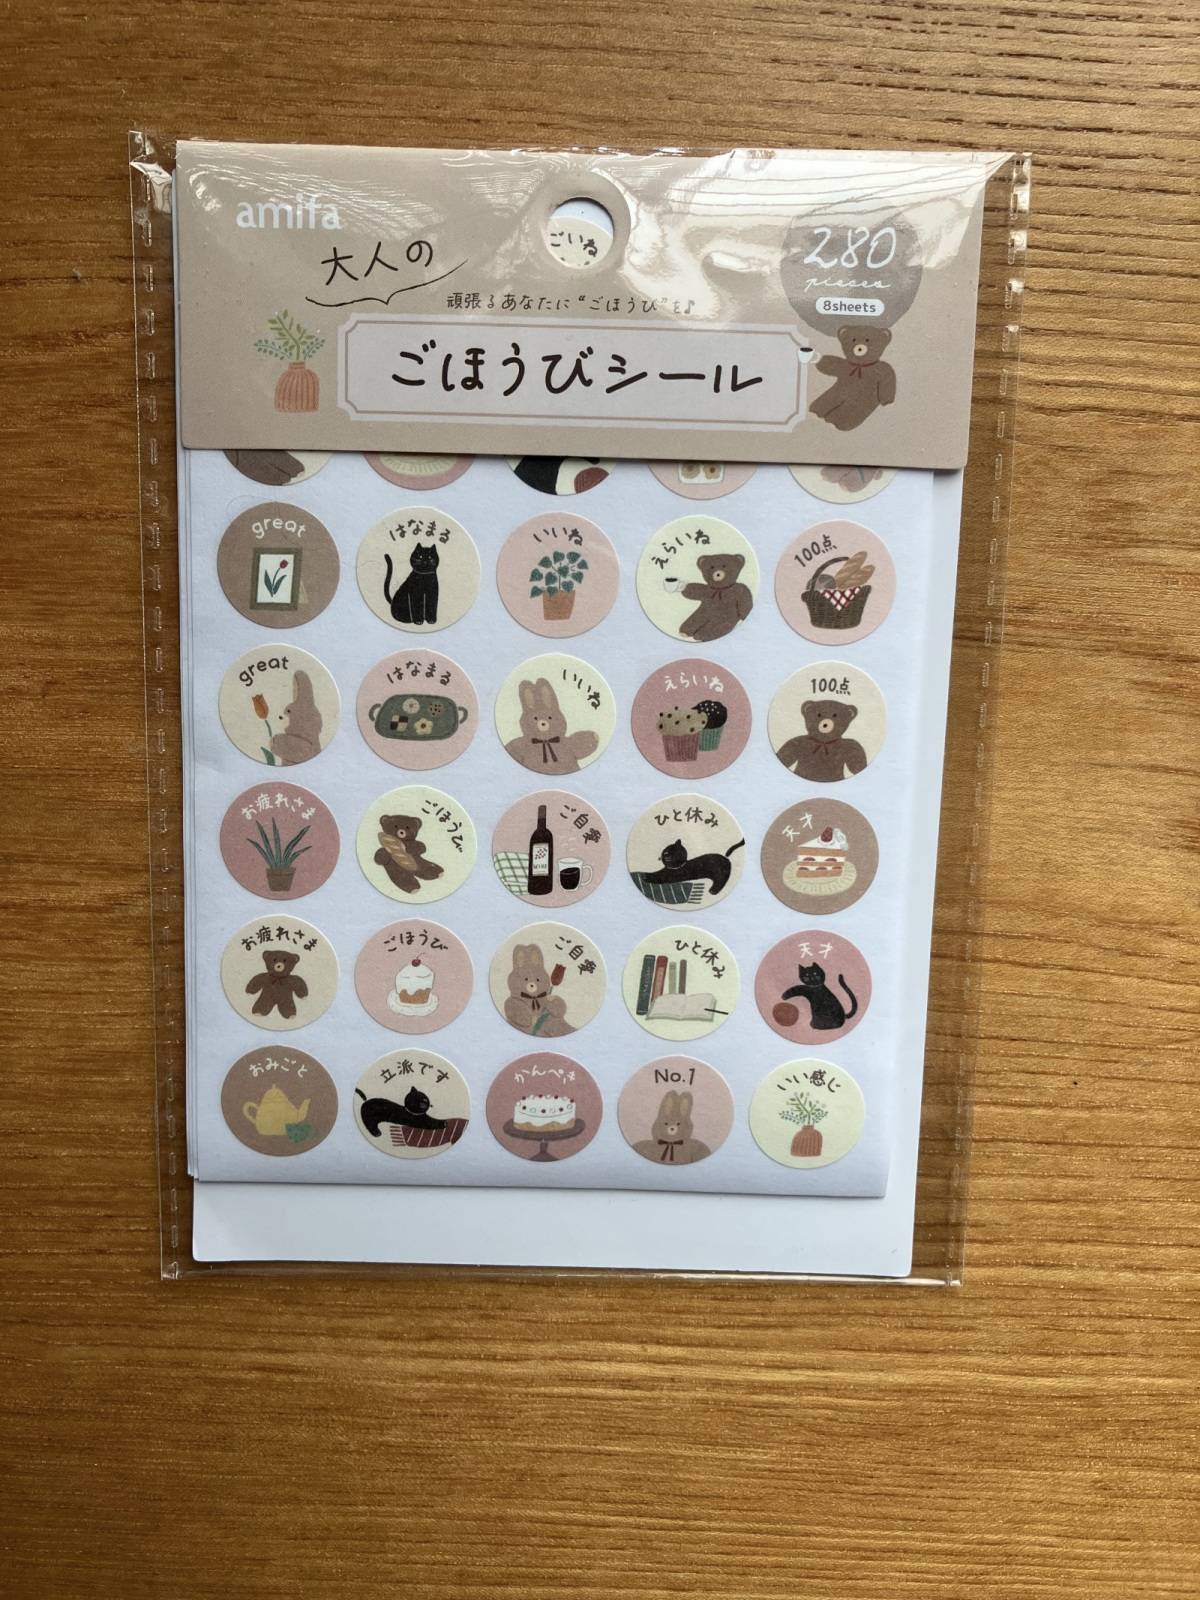 amifa
ごいね
大人の
280
pieces
8sheets
頑張るあなたに“ごほうび”を♪
ごほうびシール
great
はなまる
いいね
えらいね
100点
great
はなまる
いいね
えらいね
100点
お疲れさま
ごほうび
ご自愛
WINE
ひと休み
天才
お疲れさま
ごほうび
ご自愛
ひと休み
天才
おみごと
立派です
かんぺき
No.1
いい感じ